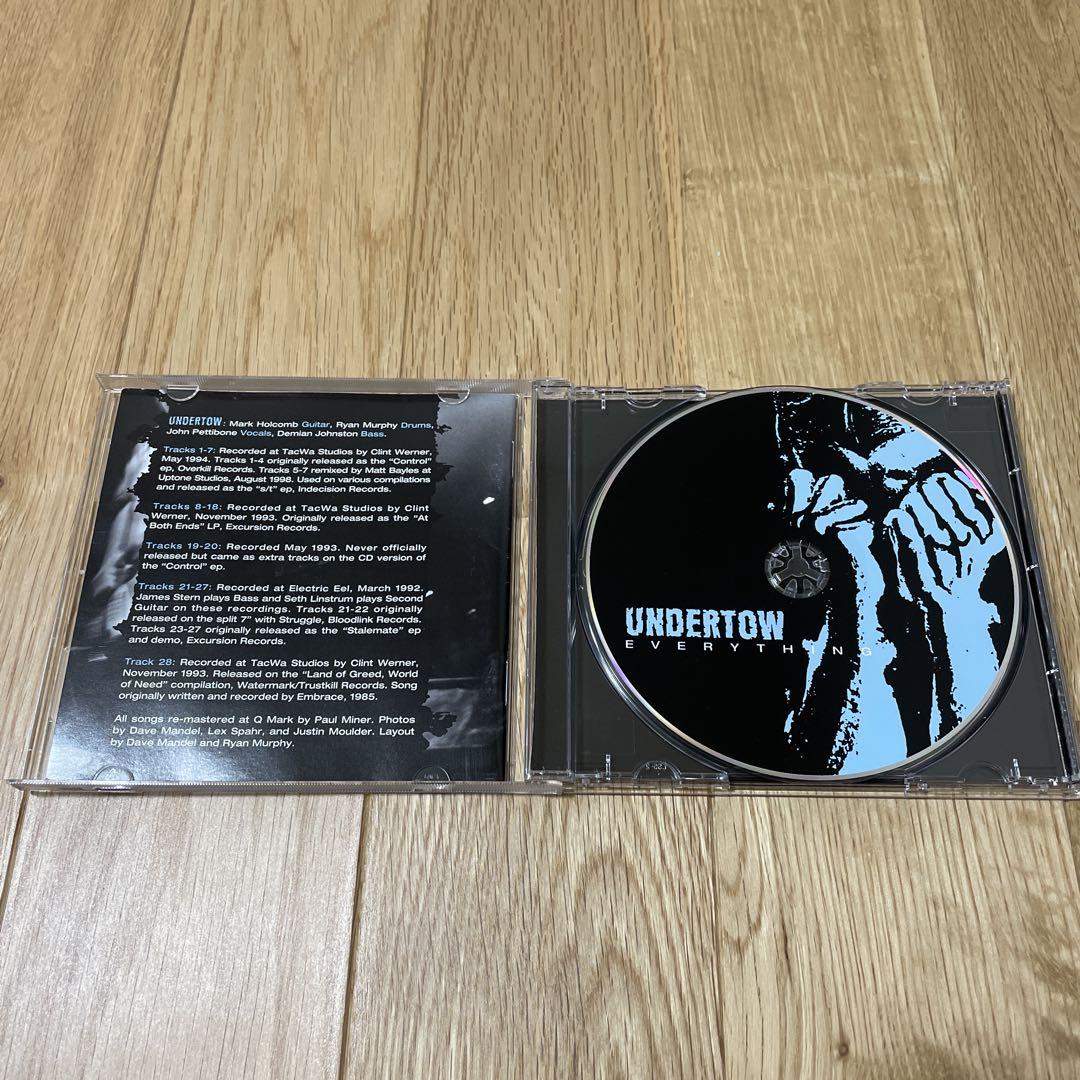 UNDERTOW: Mark Holcomb Guitar, Ryan Murphy Drums,
John Pettibone Vocals, Demian Johnston Bass.
Tracks 1-7: Recorded at TacWa Studios by Clint Werner,
May 1994. Tracks 1-4 originally released as the "Control"
ep, Overkill Records. Tracks 5-7 remixed by Matt Bayles at
Uptone Studios, August 1998. Used on various compilations
and released as the "s/t" ep, Indecision Records.
Tracks 8-18: Recorded at TacWa Studios by Clint
Werner, November 1993. Originally released as the "At
Both Ends" LP, Excursion Records.
Tracks 19-20: Recorded May 1993. Never officially
released but came as extra tracks on the CD version of
the "Control" ep.
Tracks 21-27: Recorded at Electric Eel, March 1992.
James Stern plays Bass and Seth Linstrum plays Second
Guitar on these recordings. Tracks 21-22 originally
released on the split 7" with Struggle, Bloodlink Records.
Tracks 23-27 originally released as the "Stalemate" ep
and demo, Excursion Records.
Track 28: Recorded at TacWa Studios by Clint Werner,
November 1993. Released on the "Land of Greed, World
of Need" compilation, Watermark/Trustkill Records. Song
originally written and recorded by Embrace, 1985.
All songs re-mastered at Q Mark by Paul Miner. Photos
by Dave Mandel, Lex Spahr, and Justin Moulder. Layout
by Dave Mandel and Ryan Murphy.
UNDERTOW
EVERYTHING